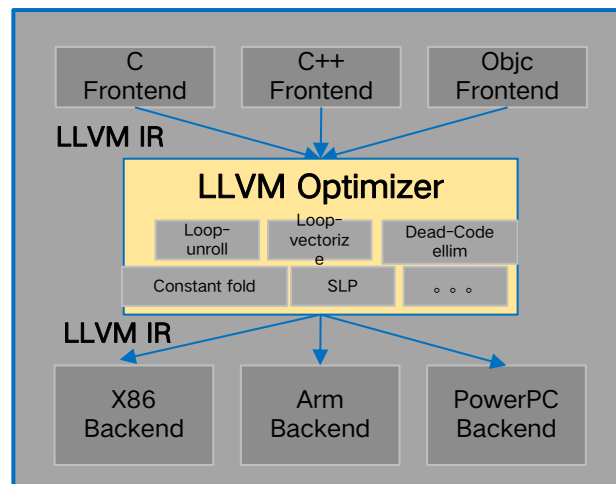 C
Frontend
C++
Frontend
Objc
Frontend
LLVM IR
LLVM Optimizer
Loop-
unroll
Loop-
vectoriz
e
Dead-Code
ellim
Constant fold
SLP
。。。
LLVM IR
X86
Backend
Arm
Backend
PowerPC
Backend